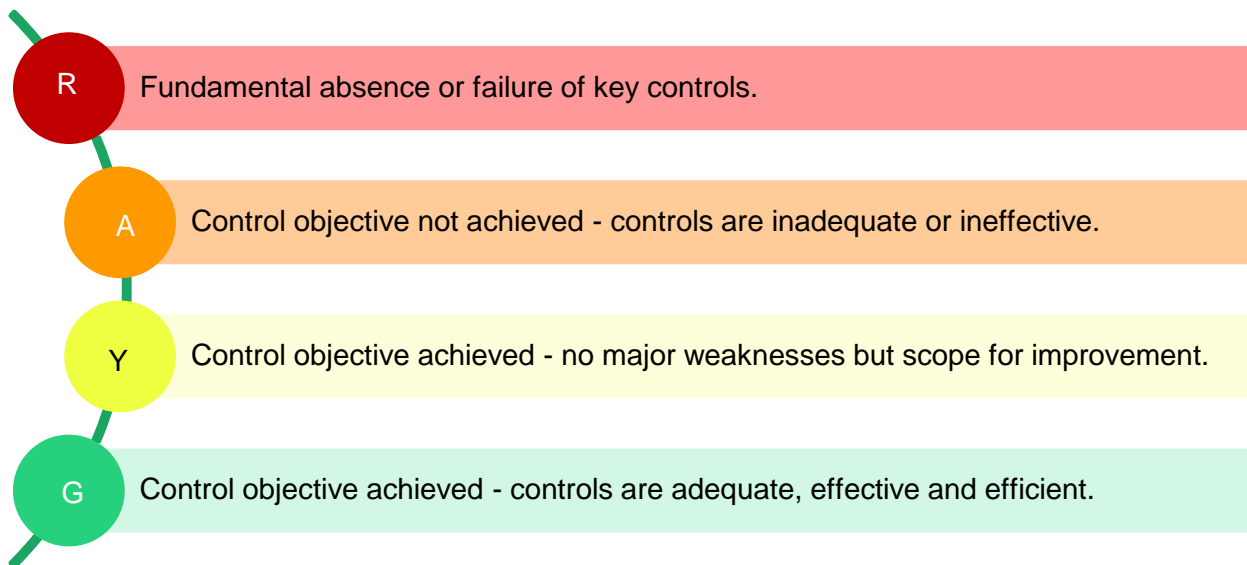 R
Fundamental absence or failure of key controls.
A
Control objective not achieved - controls are inadequate or ineffective.
Y
Control objective achieved - no major weaknesses but scope for improvement.
G
Control objective achieved - controls are adequate, effective and efficient.